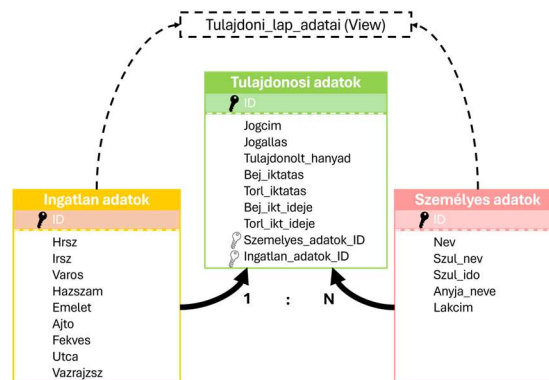 Tulajdoni_lap_adatai (View)
Tulajdonosi adatok
ID
Jogcim
Jogallas
Tulajdonolt_hanyad
Bej_iktatas
Torl_iktatas
Bej_ikt_ideje
Torl_ikt_ideje
Szemelyes_adatok_ID
Ingatlan_adatok_ID
Ingatlan adatok
ID
Hrsz
Irsz
Varos
Hazszam
Emelet
Ajto
Fekves
Utca
Vazrajzsz
1 : N
Személyes adatok
ID
Nev
Szul_nev
Szul_ido
Anyja_neve
Lakcim